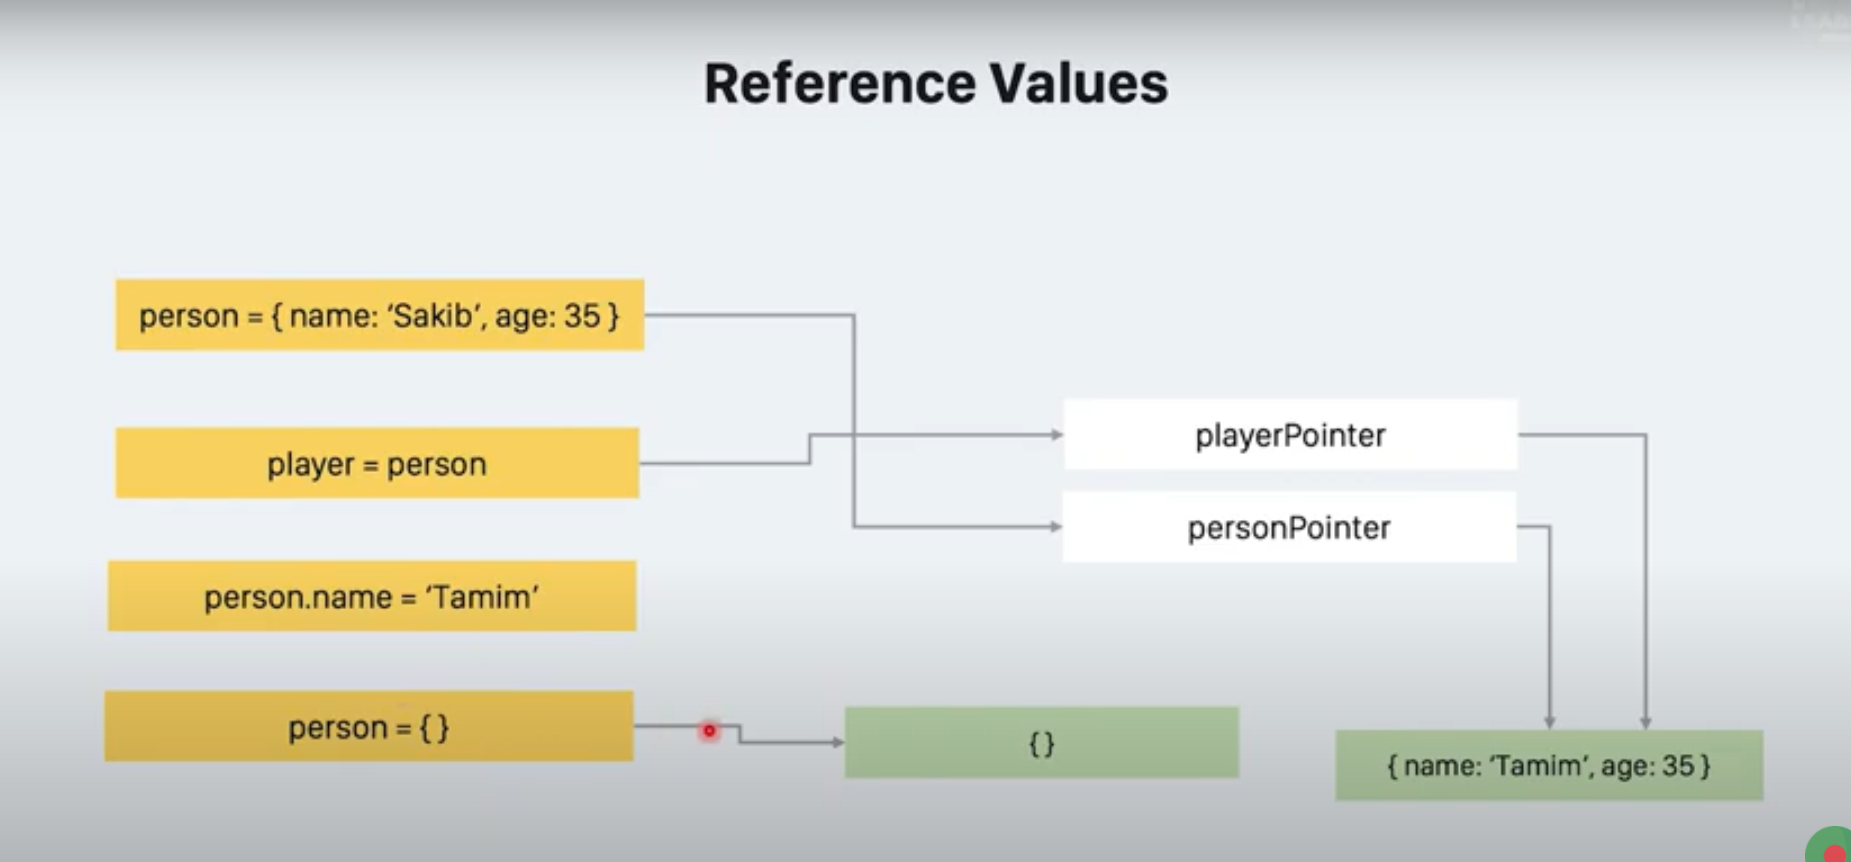 Reference Values
person = { name: ‘Sakib’, age: 35 }
player = person
playerPointer
personPointer
person.name = ‘Tamim’
person = {}
{}
{ name: ‘Tamim’, age: 35 }